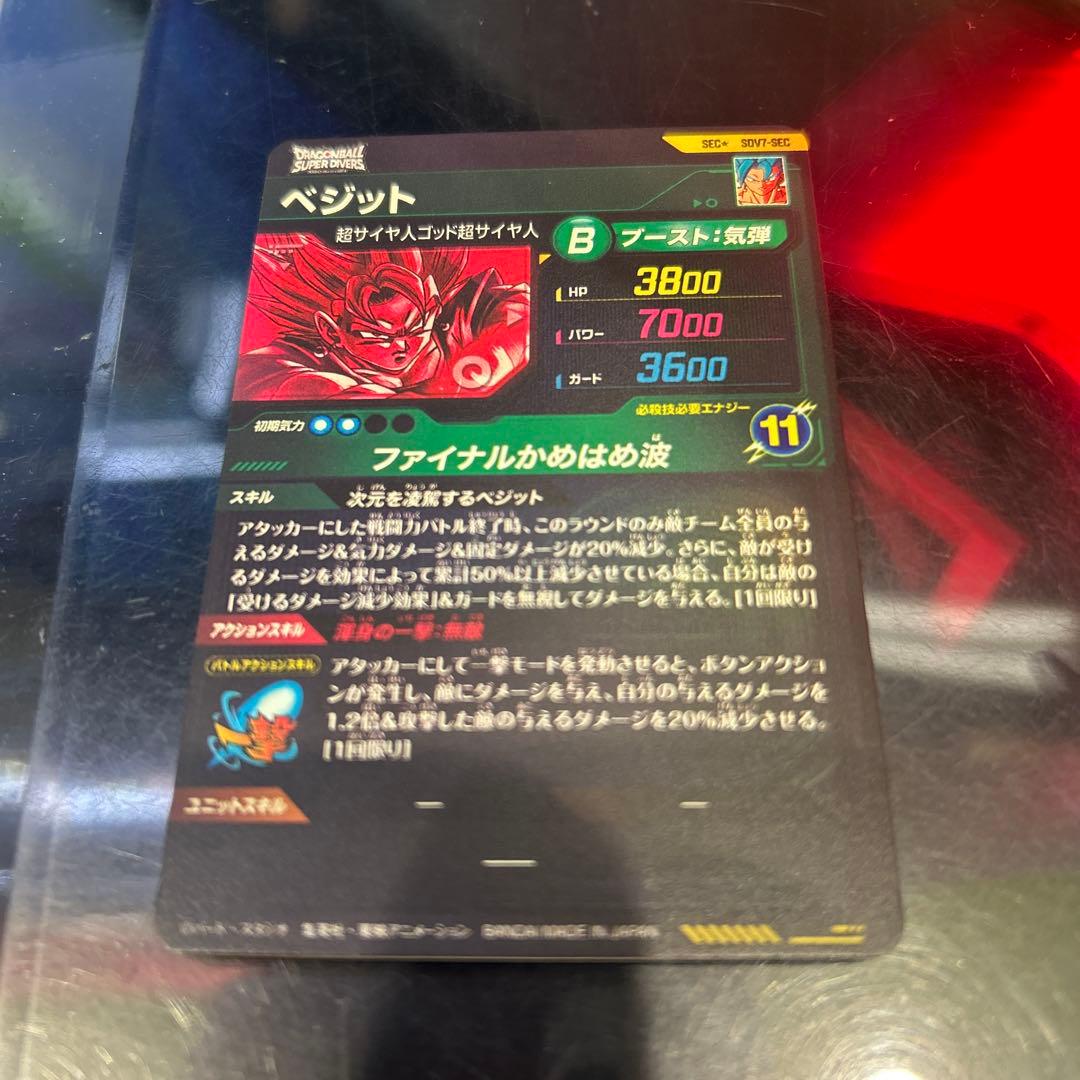 SEC★ SDV7-SEC
DRAGONBALL
SUPER DIVERS
ベジット
超サイヤ人ゴッド超サイヤ人
B ブースト:気弾
HP 3800
パワー 7000
ガード 3600
初期気力
必殺技必要エナジー
11
ファイナルかめはめ波
スキル 次元を凌駕するベジット
アタッカーにした戦闘力バトル終了時、このラウンドのみ敵チーム全員の与
えるダメージ&気力ダメージ&固定ダメージが20%減少。さらに、敵が受け
るダメージを効果によって累計50%以上減少させている場合、自分は敵の
[受けるダメージ減少効果]&ガードを無視してダメージを与える。[1回限り]
アクションスキル 渾身の一撃:無敵
バトルアクションスキル
アタッカーにして一撃モードを発動させると、ボタンアクショ
ンが発生し、敵にダメージを与え、自分の与えるダメージを
1.2倍&攻撃した敵の与えるダメージを20%減少させる。
[1回限り]
一撃
ユニットスキル
バード・スタジオ 集英社・東映アニメーション BANDAI MADE IN JAPAN